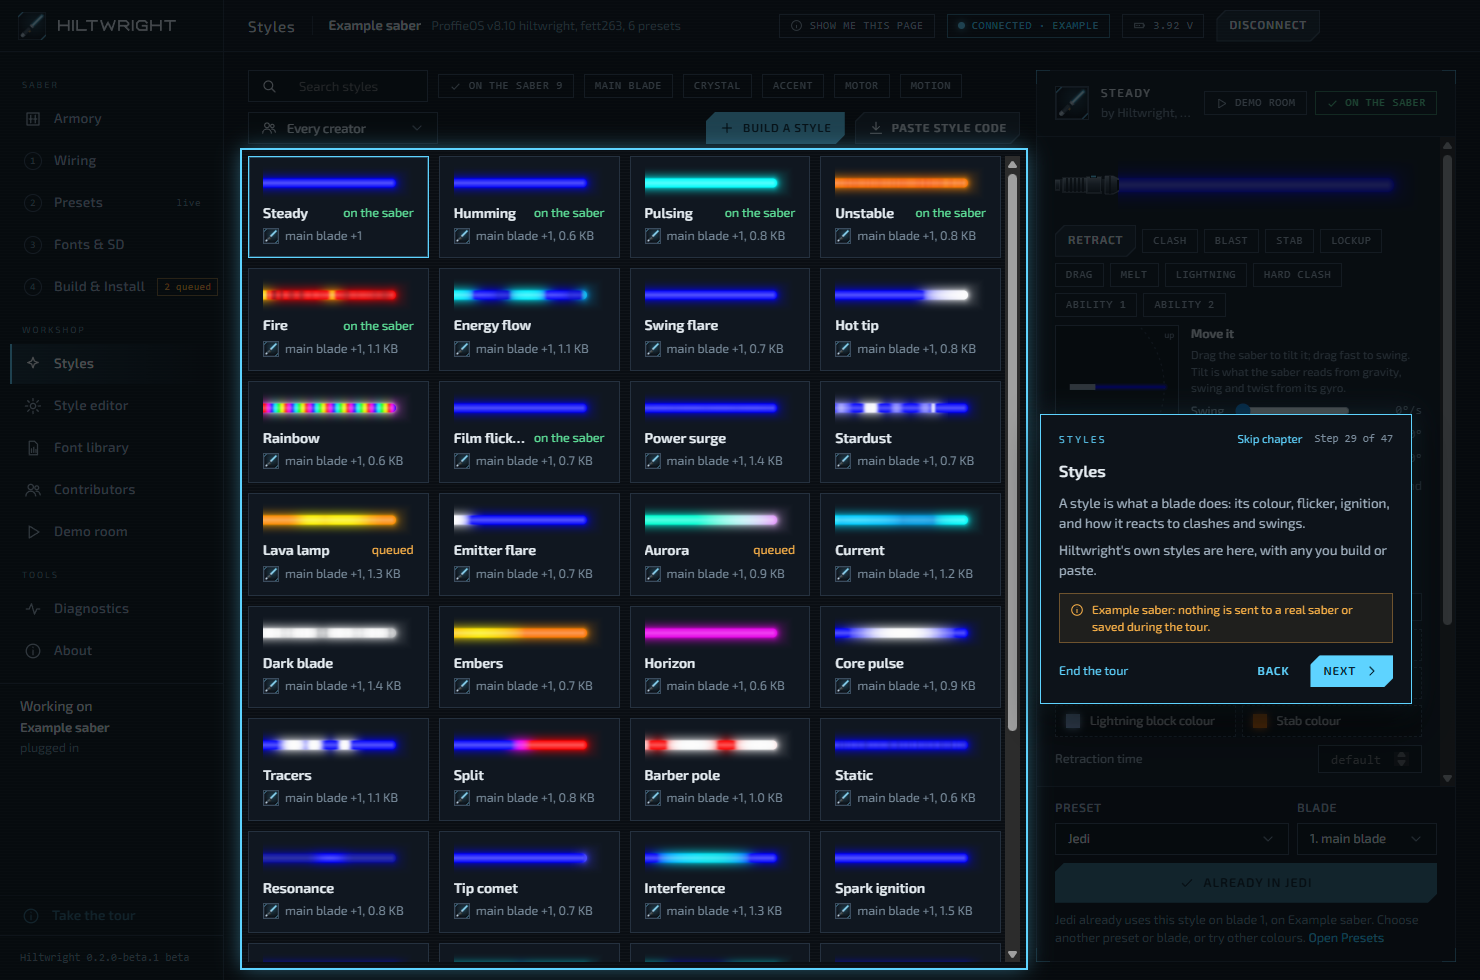 HILTWRIGHT
Styles
Example saber
ProffieOS v8.10 hiltwright, fett263, 6 presets
SHOW ME THIS PAGE
CONNECTED · EXAMPLE
3.92 V
DISCONNECT
SABER
Armory
1 Wiring
2 Presets live
3 Fonts & SD
4 Build & Install 2 queued
WORKSHOP
Styles
Style editor
Font library
Contributors
Demo room
TOOLS
Diagnostics
About
Working on
Example saber
plugged in
Take the tour
Hiltwright 0.2.0-beta.1 beta
Search styles
ON THE SABER 9
MAIN BLADE
CRYSTAL
ACCENT
MOTOR
MOTION
Every creator
BUILD A STYLE
PASTE STYLE CODE
Steady on the saber
main blade +1
Humming on the saber
main blade +1, 0.6 KB
Pulsing on the saber
main blade +1, 0.8 KB
Unstable on the saber
main blade +1, 0.8 KB
Fire on the saber
main blade +1, 1.1 KB
Energy flow
main blade +1, 1.1 KB
Swing flare
main blade +1, 0.7 KB
Hot tip
main blade +1, 0.8 KB
Rainbow
main blade +1, 0.6 KB
Film flick... on the saber
main blade +1, 0.7 KB
Power surge
main blade +1, 1.4 KB
Stardust
main blade +1, 0.7 KB
Lava lamp queued
main blade +1, 1.3 KB
Emitter flare
main blade +1, 0.7 KB
Aurora queued
main blade +1, 0.9 KB
Current
main blade +1, 1.2 KB
Dark blade
main blade +1, 1.4 KB
Embers
main blade +1, 0.7 KB
Horizon
main blade +1, 0.6 KB
Core pulse
main blade +1, 0.9 KB
Tracers
main blade +1, 1.1 KB
Split
main blade +1, 0.8 KB
Barber pole
main blade +1, 1.0 KB
Static
main blade +1, 0.6 KB
Resonance
main blade +1, 0.8 KB
Tip comet
main blade +1, 0.7 KB
Interference
main blade +1, 1.3 KB
Spark ignition
main blade +1, 1.5 KB
STEADY
by Hiltwright, ...
DEMO ROOM
ON THE SABER
RETRACT
CLASH
BLAST
STAB
LOCKUP
DRAG
MELT
LIGHTNING
HARD CLASH
ABILITY 1
ABILITY 2
up
Move it
Drag the saber to tilt it; drag fast to swing.
Tilt is what the saber reads from gravity,
swing and twist from its gyro.
Swing 0°/s
STYLES
Skip chapter
Step 29 of 47
Styles
A style is what a blade does: its colour, flicker, ignition,
and how it reacts to clashes and swings.
Hiltwright's own styles are here, with any you build or
paste.
Example saber: nothing is sent to a real saber or
saved during the tour.
End the tour
BACK
NEXT
Lightning block colour
Stab colour
Retraction time
default
PRESET
BLADE
Jedi
1. main blade
ALREADY IN JEDI
Jedi already uses this style on blade 1, on Example saber. Choose
another preset or blade, or try other colours. Open Presets